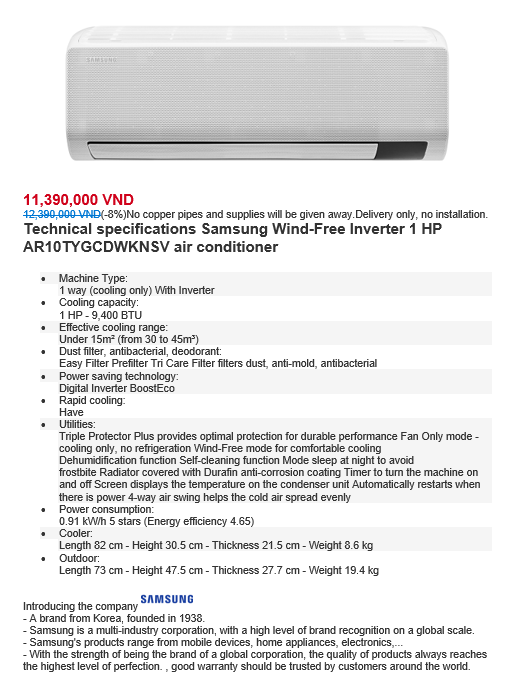 SAMSUNG
11,390,000 VND
12,390,000 VND(-8%)No copper pipes and supplies will be given away.Delivery only, no installation.
Technical specifications Samsung Wind-Free Inverter 1 HP
AR10TYGCDWKNSV air conditioner
• Machine Type:
1 way (cooling only) With Inverter
• Cooling capacity:
1 HP - 9,400 BTU
• Effective cooling range:
Under 15m² (from 30 to 45m³)
• Dust filter, antibacterial, deodorant:
Easy Filter Prefilter Tri Care Filter filters dust, anti-mold, antibacterial
• Power saving technology:
Digital Inverter BoostEco
• Rapid cooling:
Have
• Utilities:
Triple Protector Plus provides optimal protection for durable performance Fan Only mode -
cooling only, no refrigeration Wind-Free mode for comfortable cooling
Dehumidification function Self-cleaning function Mode sleep at night to avoid
frostbite Radiator covered with Durafin anti-corrosion coating Timer to turn the machine on
and off Screen displays the temperature on the condenser unit Automatically restarts when
there is power 4-way air swing helps the cold air spread evenly
• Power consumption:
0.91 kW/h 5 stars (Energy efficiency 4.65)
• Cooler:
Length 82 cm - Height 30.5 cm - Thickness 21.5 cm - Weight 8.6 kg
• Outdoor:
Length 73 cm - Height 47.5 cm - Thickness 27.7 cm - Weight 19.4 kg
Introducing the company SAMSUNG
- A brand from Korea, founded in 1938.
- Samsung is a multi-industry corporation, with a high level of brand recognition on a global scale.
- Samsung's products range from mobile devices, home appliances, electronics,...
- With the strength of being the brand of a global corporation, the quality of products always reaches
the highest level of perfection. , good warranty should be trusted by customers around the world.